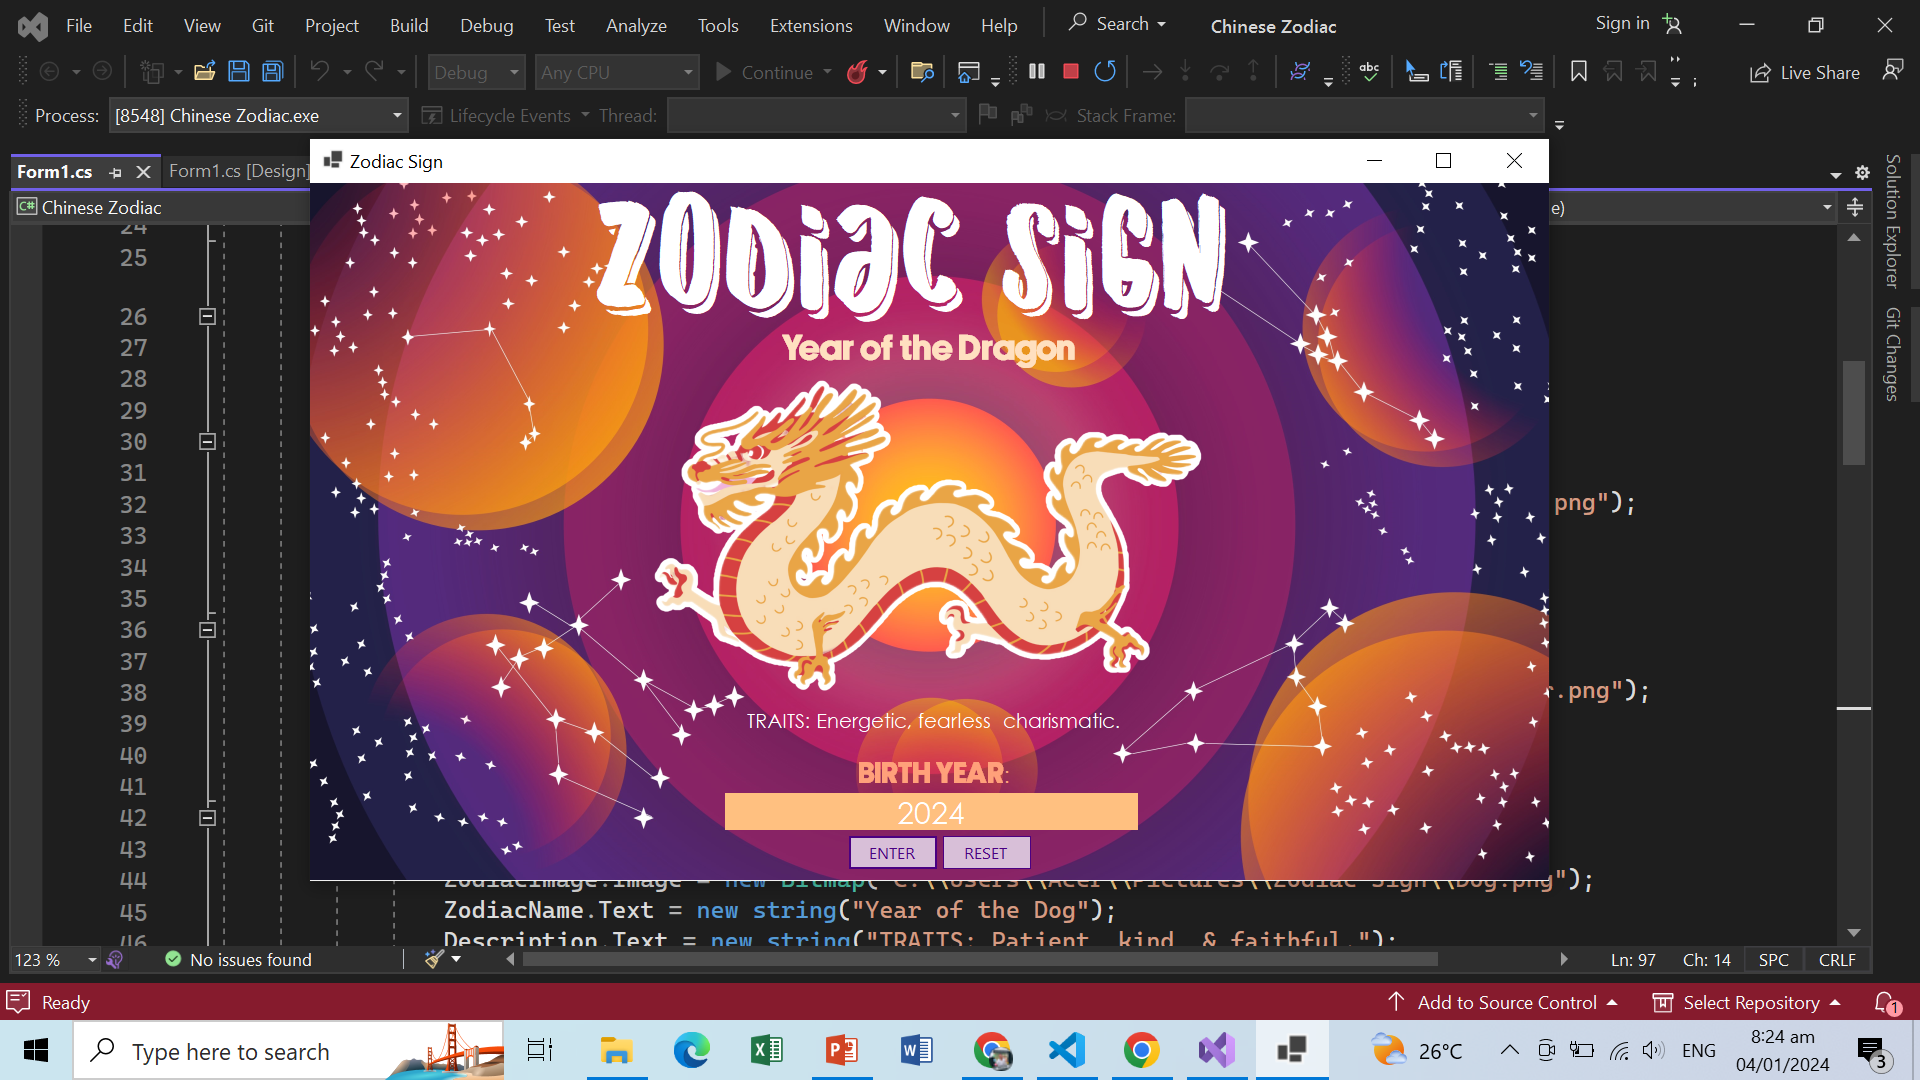 File Edit View Git Project Build Debug Test Analyze Tools Extensions Window Help Search Chinese Zodiac Sign in
Debug Any CPU Continue Live Share
Process: [8548] Chinese Zodiac.exe Lifecycle Events Thread: Stack Frame:
Form1.cs Form1.cs [Design]
Chinese Zodiac
e)
Solution Explorer
Git Changes
Zodiac Sign
ZODiAC SiGN
Year of the Dragon
TRAITS: Energetic, fearless charismatic.
BIRTH YEAR:
2024
ENTER RESET
24
25
26
27
28
29
30
31
32 png");
33
34
35
36
37
38 r.png");
39
40
41
42
43
44 ZodiacImage.Image = new Bitmap("C:\\Users\\Acer\\Pictures\\Zodiac Sign\\Dog.png");
45 ZodiacName.Text = new string("Year of the Dog");
46 Description.Text = new string("TRAITS: Patient, kind, & faithful.");
123 % No issues found Ln: 97 Ch: 14 SPC CRLF
Ready Add to Source Control Select Repository 1
Type here to search 26°C ENG 8:24 am
04/01/2024 3